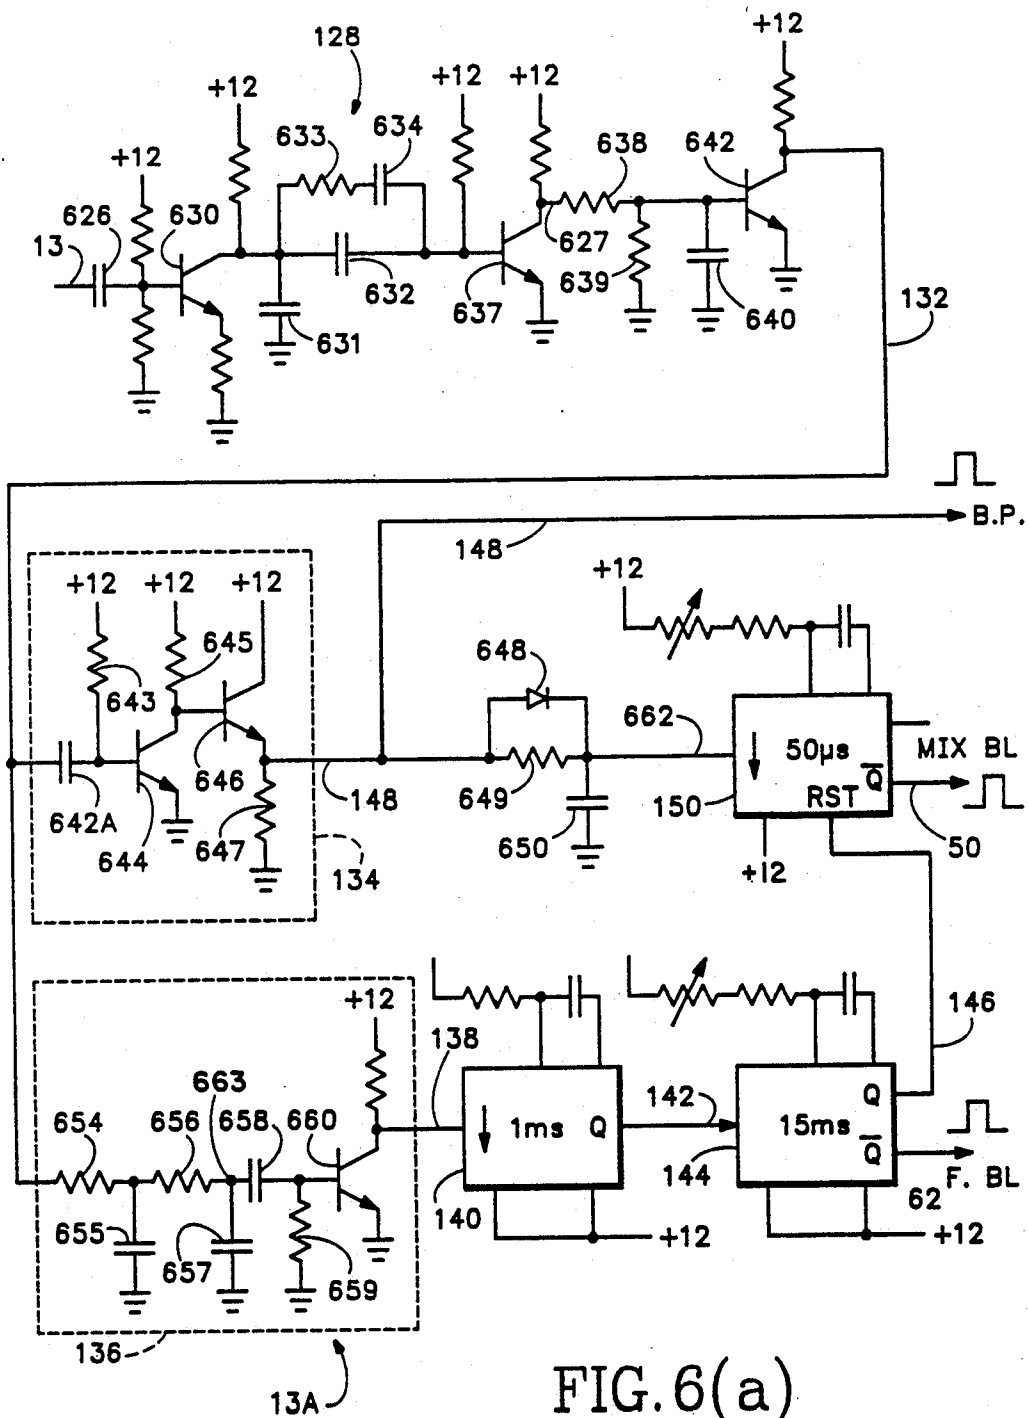 +12
128
+12 +12
+12
633 634
638 642
+12
626 630
13
627
632 639
631 637 640 132
B.P.
148
+12 +12 +12 +12
645
643 648
662
50µs MIX BL
646 Q
649 150 RST
642A 148
644 647 650 50
134 +12
+12
146
138
663 142
654 656 658 660 Q
1ms Q 15ms
144 Q
F. BL
655 140 62
657 659 +12 +12
136
13A
FIG. 6(a)